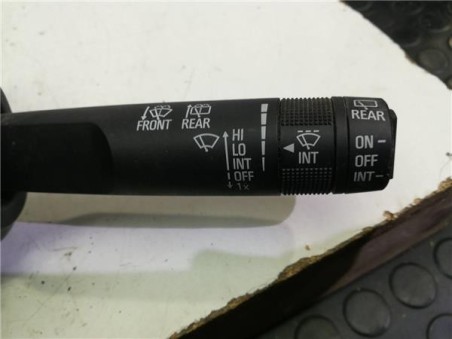 FRONT REAR
HI
LO
INT
OFF
1x
INT
REAR
ON
OFF
INT